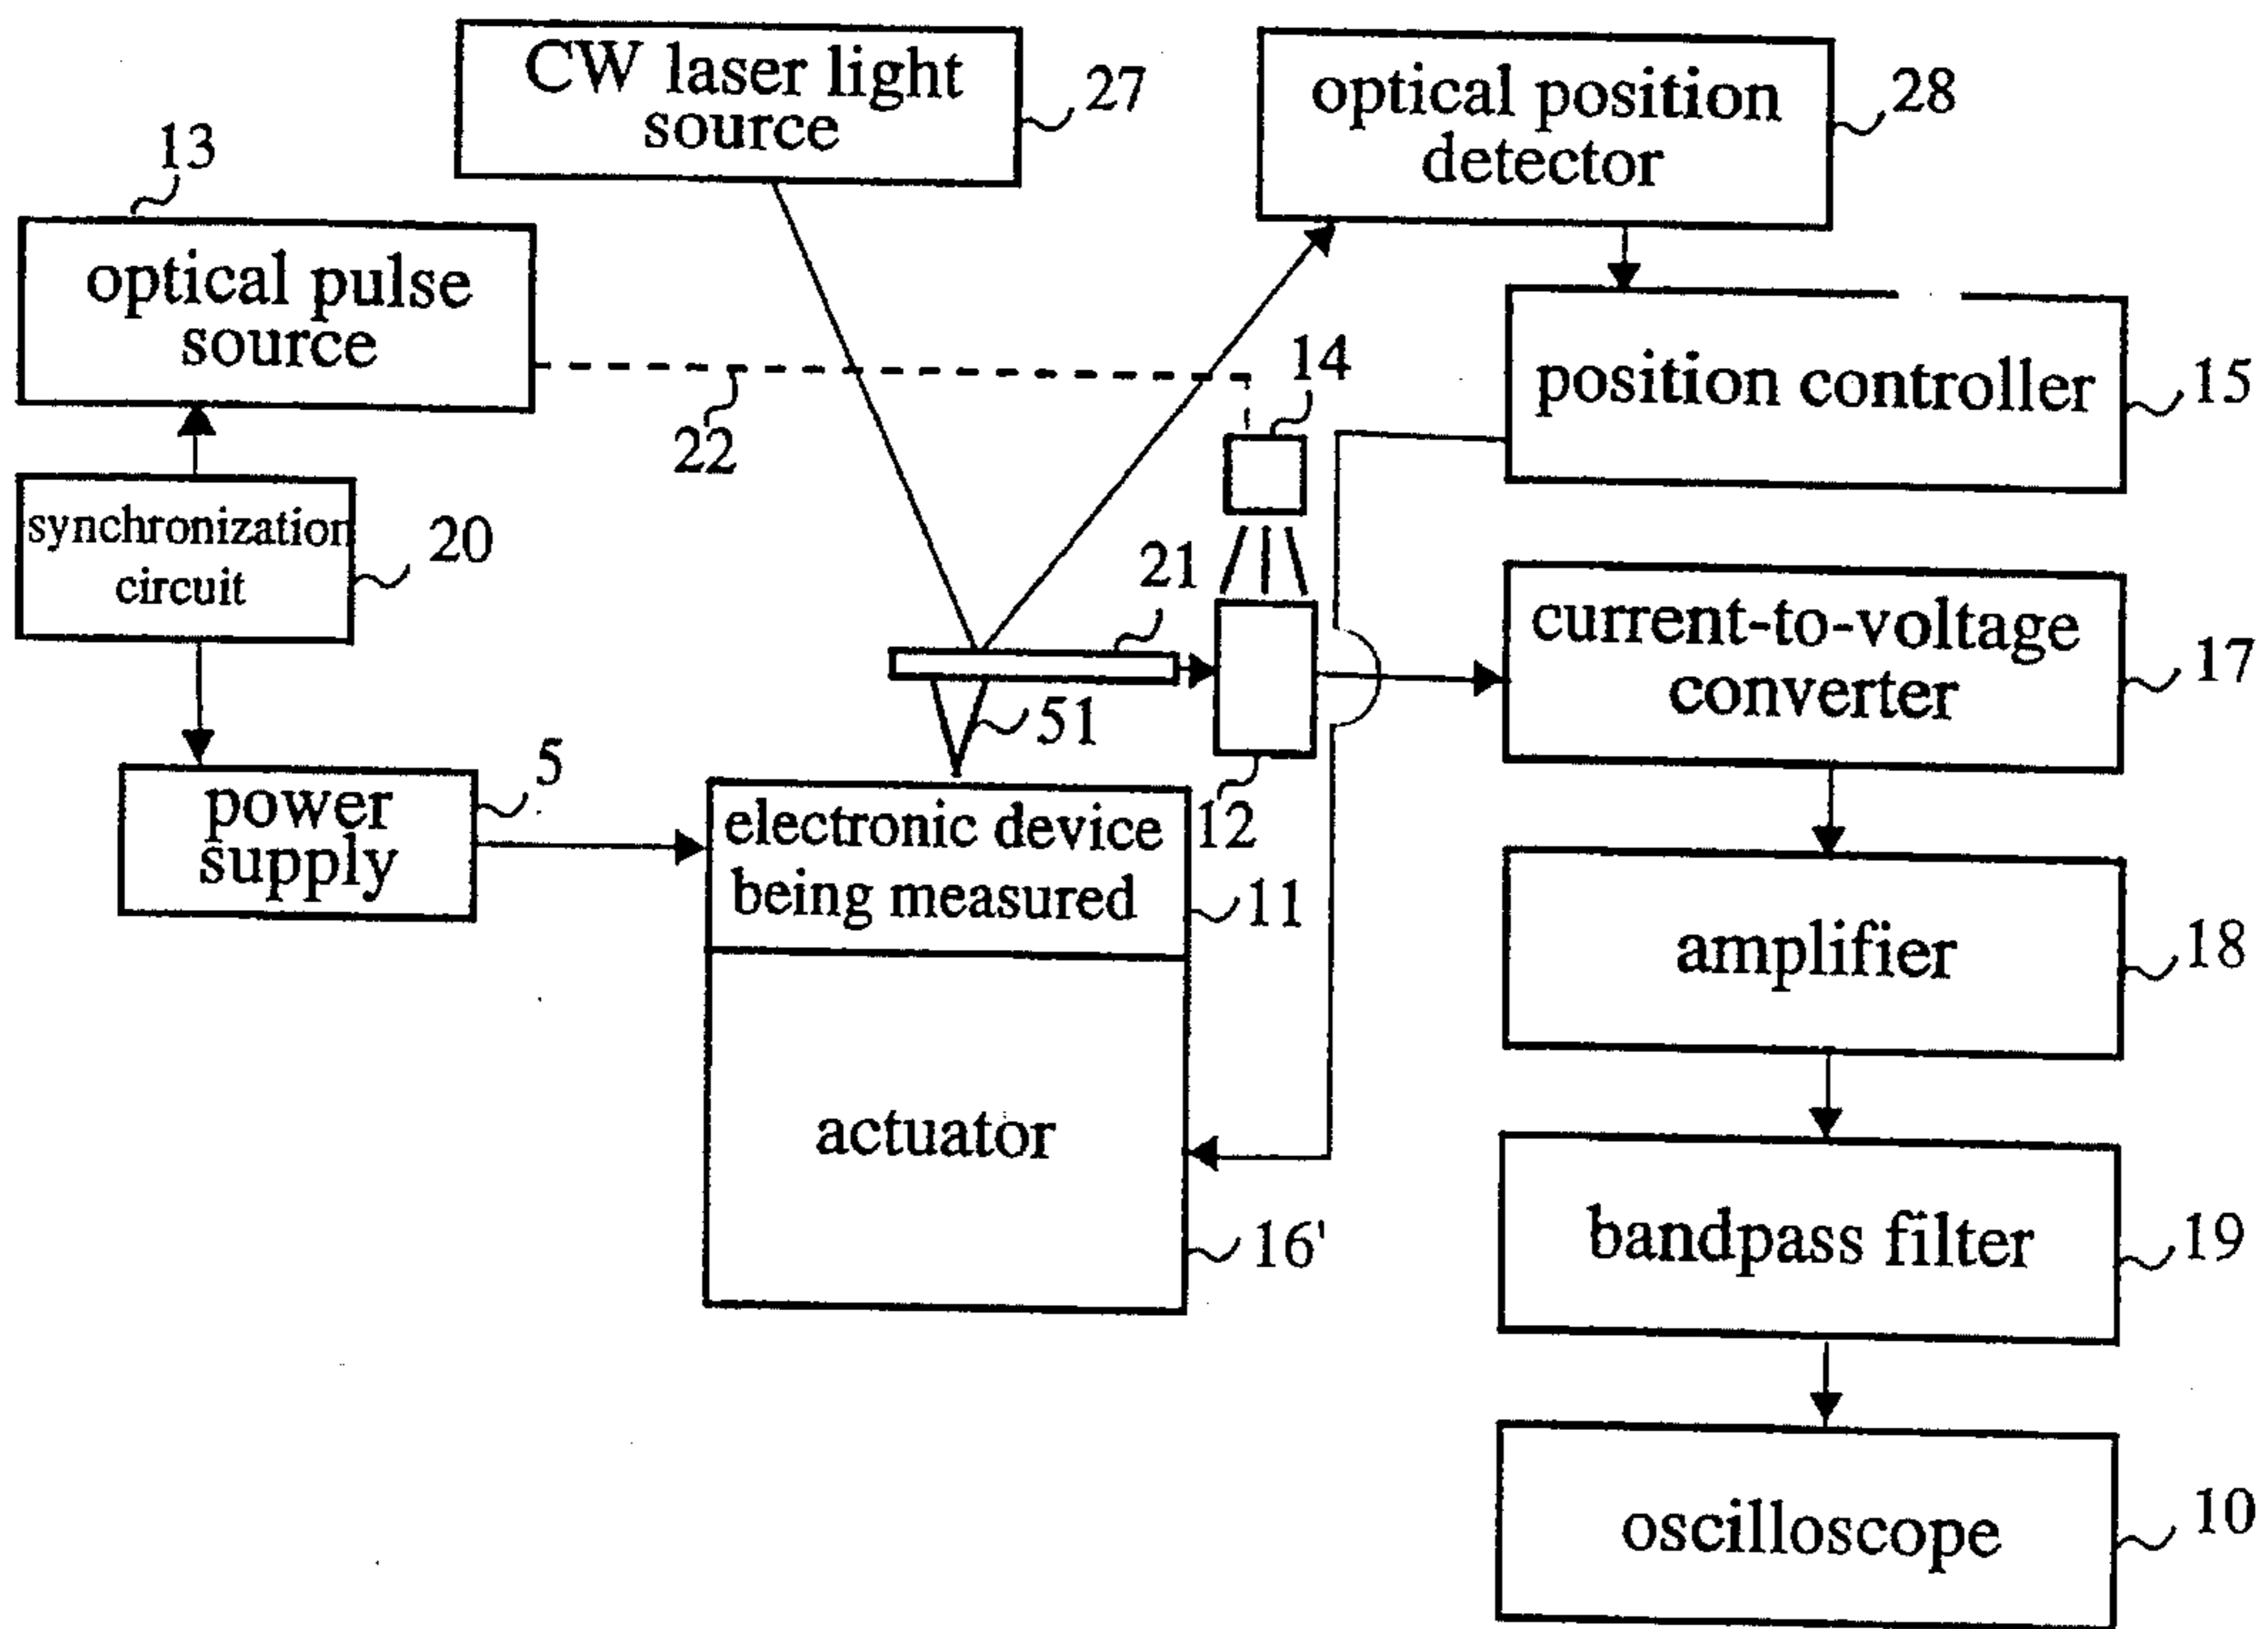 CW laser light
source
27
optical position
detector
28
13
optical pulse
source
22
14
position controller
15
synchronization
circuit
20
21
current-to-voltage
converter
17
51
power
supply
5
electronic device
being measured
12
11
amplifier
18
actuator
16'
bandpass filter
19
oscilloscope
10